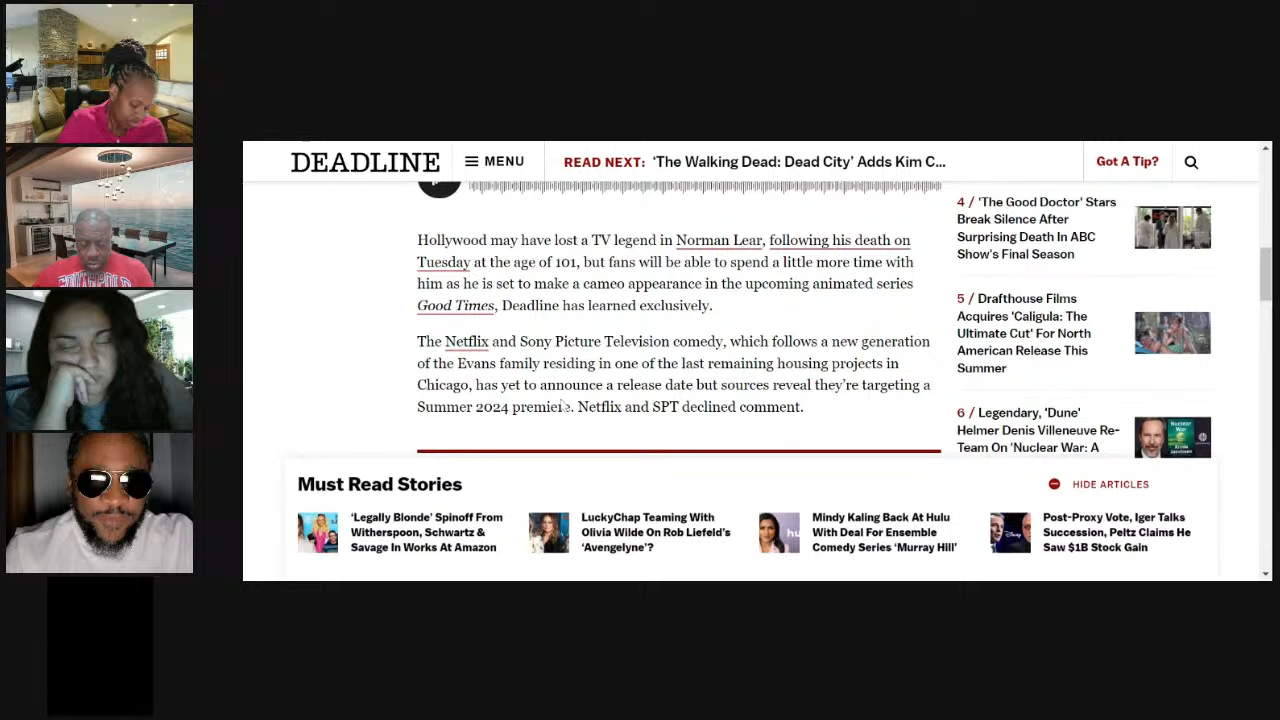 DEADLINE
MENU
READ NEXT: ‘The Walking Dead: Dead City’ Adds Kim C...
Got A Tip?
Hollywood may have lost a TV legend in Norman Lear, following his death on
Tuesday at the age of 101, but fans will be able to spend a little more time with
him as he is set to make a cameo appearance in the upcoming animated series
Good Times, Deadline has learned exclusively.
The Netflix and Sony Picture Television comedy, which follows a new generation
of the Evans family residing in one of the last remaining housing projects in
Chicago, has yet to announce a release date but sources reveal they’re targeting a
Summer 2024 premiere. Netflix and SPT declined comment.
4 / 'The Good Doctor' Stars
Break Silence After
Surprising Death In ABC
Show's Final Season
5 / Drafthouse Films
Acquires 'Caligula: The
Ultimate Cut' For North
American Release This
Summer
6 / Legendary, 'Dune'
Helmer Denis Villeneuve Re-
Team On 'Nuclear War: A
Must Read Stories
HIDE ARTICLES
‘Legally Blonde’ Spinoff From
Witherspoon, Schwartz &
Savage In Works At Amazon
LuckyChap Teaming With
Olivia Wilde On Rob Liefeld’s
‘Avengelyne’?
Mindy Kaling Back At Hulu
With Deal For Ensemble
Comedy Series ‘Murray Hill’
Post-Proxy Vote, Iger Talks
Succession, Peltz Claims He
Saw $1B Stock Gain